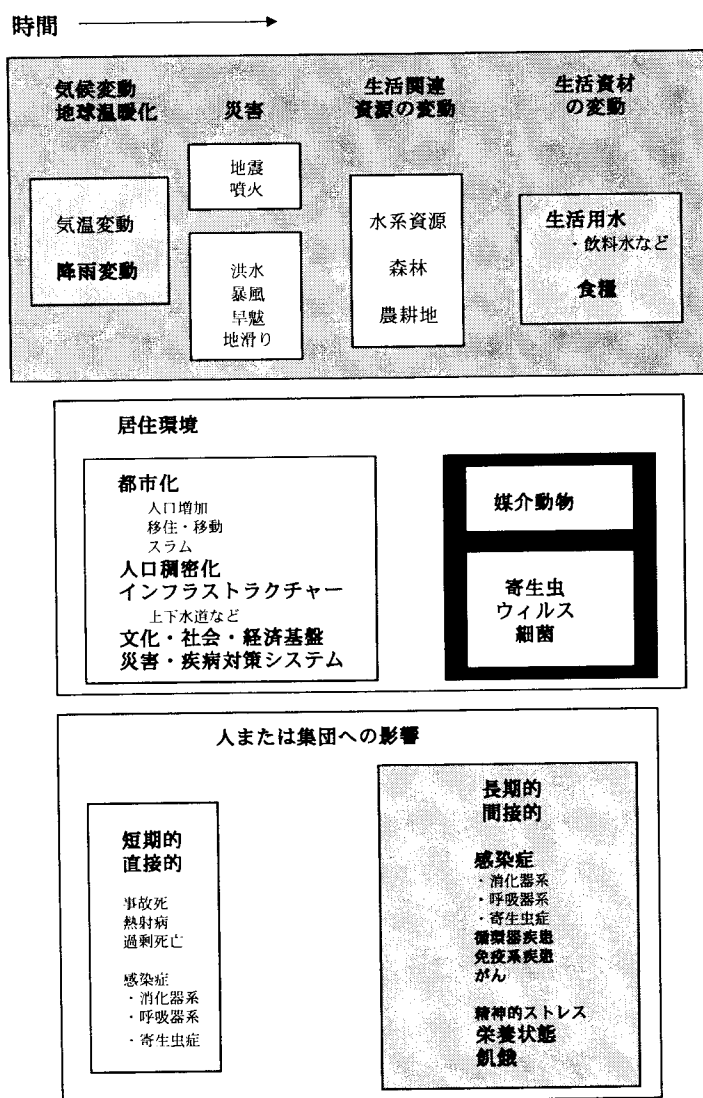 時間
気候変動
地球温暖化
災害
生活関連
資源の変動
生活資材
の変動
気温変動
降雨変動
地震
噴火
洪水
暴風
旱魃
地滑り
水系資源
森林
農耕地
生活用水
・飲料水など
食糧
居住環境
都市化
人口増加
移住・移動
スラム
人口稠密化
インフラストラクチャー
上下水道など
文化・社会・経済基盤
災害・疾病対策システム
媒介動物
寄生虫
ウィルス
細菌
人または集団への影響
短期的
直接的
事故死
熱射病
過剰死亡
感染症
・消化器系
・呼吸器系
・寄生虫症
長期的
間接的
感染症
・消化器系
・呼吸器系
・寄生虫症
循環器疾患
免疫系疾患
がん
精神的ストレス
栄養状態
飢餓